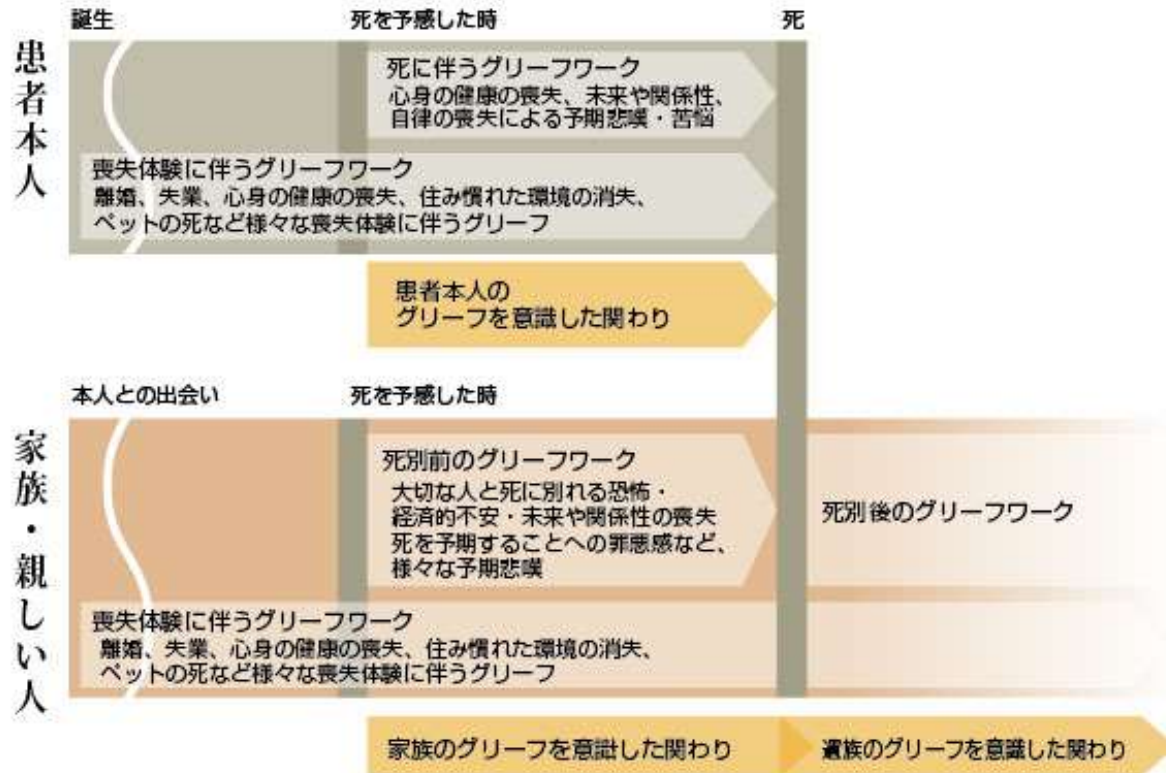 誕生
死を予感した時
死
患者本人
死に伴うグリーフワーク
心身の健康の喪失、未来や関係性、
自律の喪失による予期悲嘆・苦悩
喪失体験に伴うグリーフワーク
離婚、失業、心身の健康の喪失、住み慣れた環境の消失、
ペットの死など様々な喪失体験に伴うグリーフ
患者本人の
グリーフを意識した関わり
本人との出会い
死を予感した時
家族・親しい人
死別前のグリーフワーク
大切な人と死に別れる恐怖・
経済的不安・未来や関係性の喪失
死を予期することへの罪悪感など、
様々な予期悲嘆
死別後のグリーフワーク
喪失体験に伴うグリーフワーク
離婚、失業、心身の健康の喪失、住み慣れた環境の消失、
ペットの死など様々な喪失体験に伴うグリーフ
家族のグリーフを意識した関わり
遺族のグリーフを意識した関わり